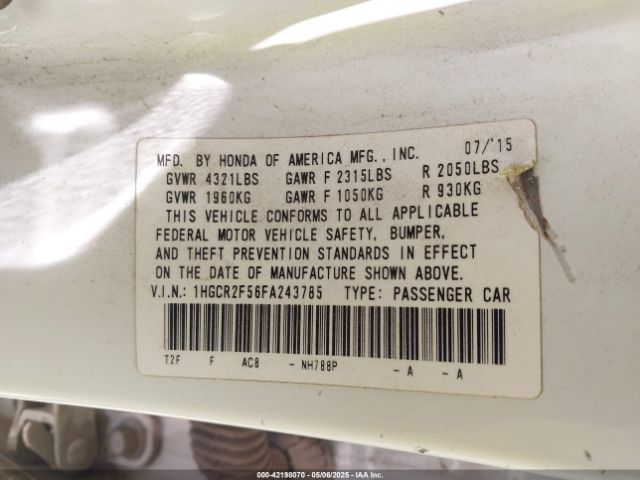 MFD. BY HONDA OF AMERICA MFG., INC. 07/'15
GVWR 4321LBS GAWR F 2315LBS R 2050LBS
GVWR 1960KG GAWR F 1050KG R 930KG
THIS VEHICLE CONFORMS TO ALL APPLICABLE
FEDERAL MOTOR VEHICLE SAFETY, BUMPER,
AND THEFT PREVENTION STANDARDS IN EFFECT
ON THE DATE OF MANUFACTURE SHOWN ABOVE.
V.I.N.: 1HGCR2F56FA243785 TYPE: PASSENGER CAR
T2F F AC8 - NH788P - A - A
000-42198070 - 05/06/2025 - IAA Inc.